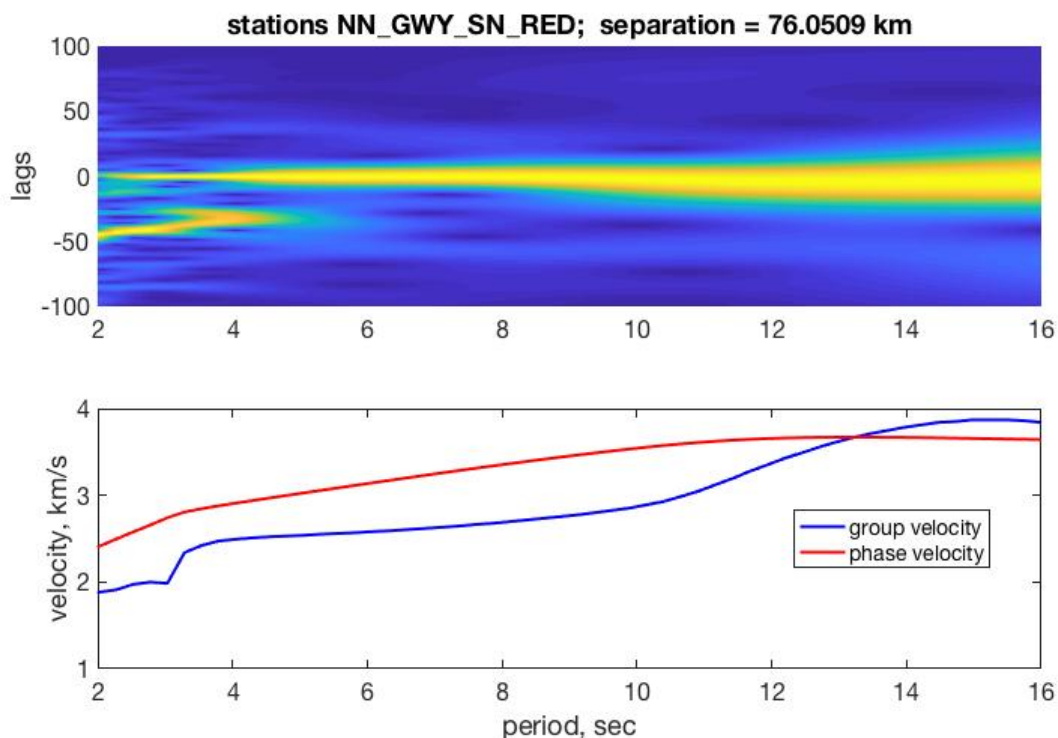 stations NN_GWY_SN_RED;  separation = 76.0509 km
100
50
0
-50
-100
lags
2 4 6 8 10 12 14 16
4
3
2
1
velocity, km/s
group velocity
phase velocity
2 4 6 8 10 12 14 16
period, sec